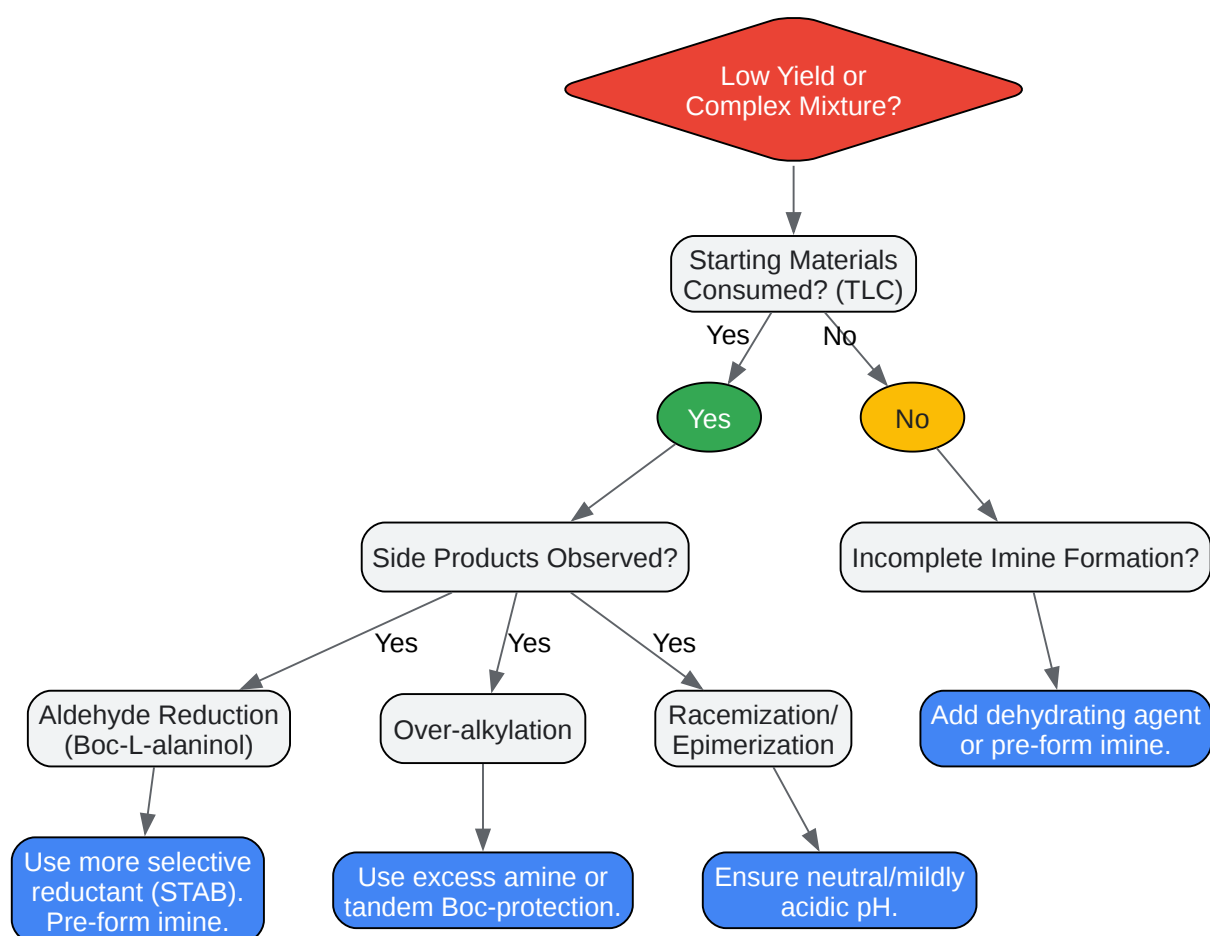 Low Yield or
Complex Mixture?
Starting Materials
Consumed? (TLC)
Yes
No
Yes
No
Side Products Observed?
Incomplete Imine Formation?
Yes
Yes
Yes
Aldehyde Reduction
(Boc-L-alaninol)
Over-alkylation
Racemization/
Epimerization
Add dehydrating agent
or pre-form imine.
Use more selective
reductant (STAB).
Pre-form imine.
Use excess amine or
tandem Boc-protection.
Ensure neutral/mildly
acidic pH.